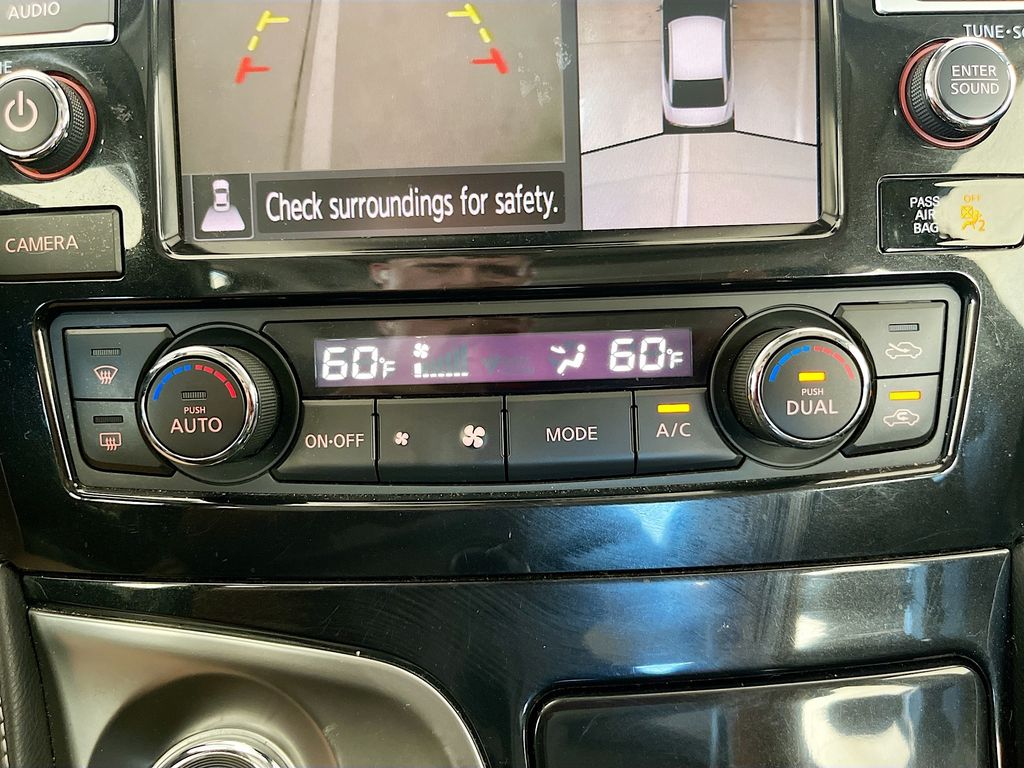 AUDIO
TUNE·S
ENTER
SOUND
Check surroundings for safety.
CAMERA
PASS
AIR
BAG
OFF
2
60°F
60°F
PUSH
AUTO
ON·OFF
MODE
A/C
PUSH
DUAL